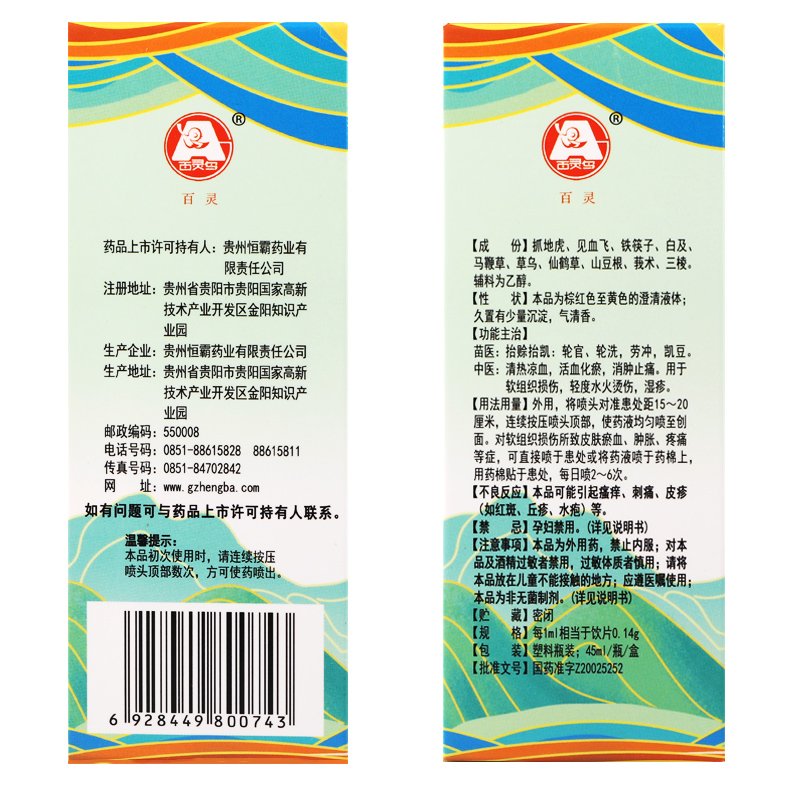 百灵鸟
®
百灵
药品上市许可持有人：贵州恒霸药业有
限责任公司
注册地址：贵州省贵阳市贵阳国家高新
技术产业开发区金阳知识产
业园
生产企业：贵州恒霸药业有限责任公司
生产地址：贵州省贵阳市贵阳国家高新
技术产业开发区金阳知识产
业园
邮政编码：550008
电话号码：0851-88615828 88615811
传真号码：0851-84702842
网 址：www.gzhengba.com
如有问题可与药品上市许可持有人联系。
温馨提示：
本品初次使用时，请连续按压
喷头顶部数次，方可使药喷出。
6 928449 800743
百灵鸟
®
百灵
【成 份】抓地虎、见血飞、铁筷子、白及、
马鞭草、草乌、仙鹤草、山豆根、莪术、三棱。
辅料为乙醇。
【性 状】本品为棕红色至黄色的澄清液体；
久置有少量沉淀，气清香。
【功能主治】
苗医：抬赊抬凯：轮官、轮洗，劳冲，凯豆。
中医：清热凉血，活血化瘀，消肿止痛。用于
软组织损伤，轻度水火烫伤，湿疹。
【用法用量】外用，将喷头对准患处距15～20
厘米，连续按压喷头顶部，使药液均匀喷至创
面。对软组织损伤所致皮肤瘀血、肿胀、疼痛
等症，可直接喷于患处或将药液喷于药棉上，
用药棉贴于患处，每日喷2～6次。
【不良反应】本品可能引起瘙痒、刺痛、皮疹
（如红斑、丘疹、水疱）等。
【禁 忌】孕妇禁用。（详见说明书）
【注意事项】本品为外用药，禁止内服；对本
品及酒精过敏者禁用，过敏体质者慎用；请将
本品放在儿童不能接触的地方；应遵医嘱使用；
本品为非无菌制剂。（详见说明书）
【贮 藏】密闭
【规 格】每1ml相当于饮片0.14g
【包 装】塑料瓶装；45ml/瓶/盒
【批准文号】国药准字Z20025252